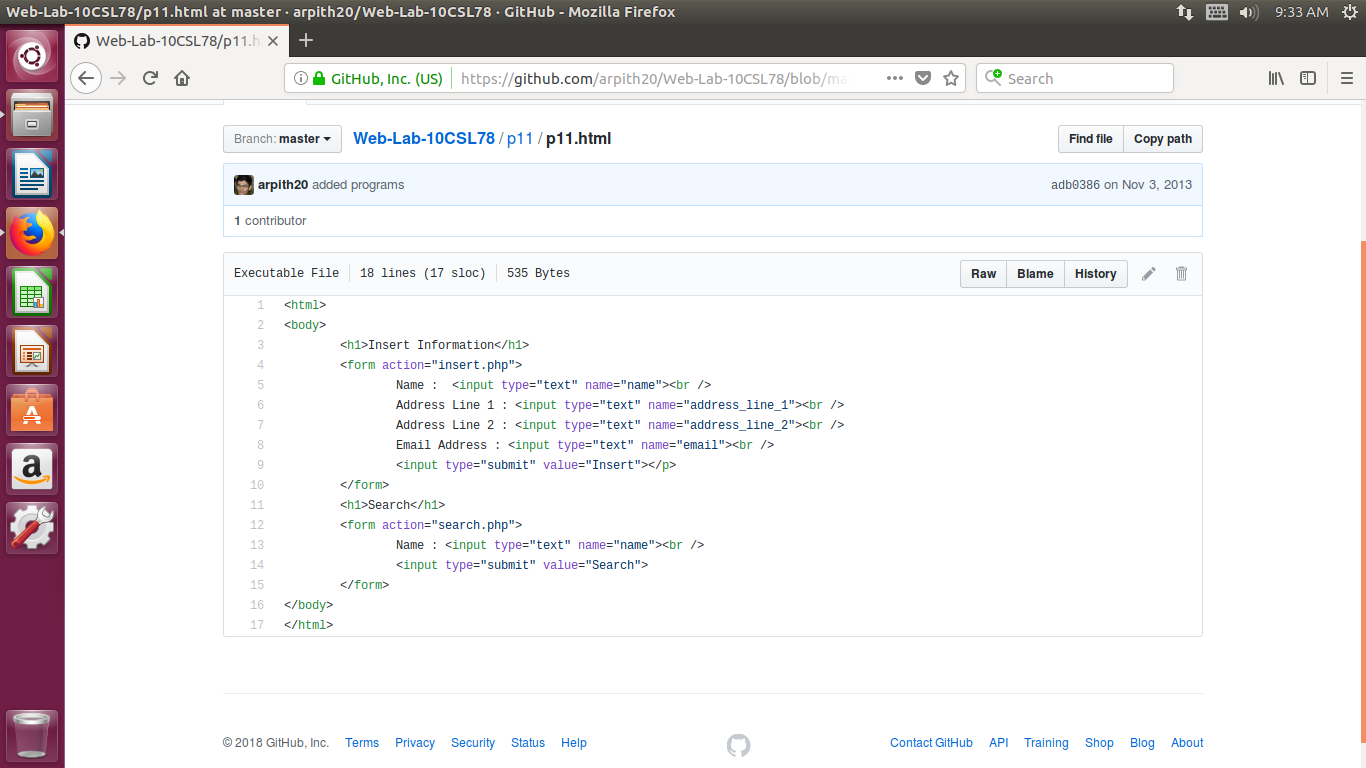 Web-Lab-10CSL78/p11.html at master · arpith20/Web-Lab-10CSL78 · GitHub - Mozilla Firefox
9:33 AM
Web-Lab-10CSL78/p11.h
GitHub, Inc. (US)
https://github.com/arpith20/Web-Lab-10CSL78/blob/ma
Search
Branch: master
Web-Lab-10CSL78 / p11 / p11.html
Find file
Copy path
arpith20 added programs
adb0386 on Nov 3, 2013
1 contributor
Executable File
18 lines (17 sloc)
535 Bytes
Raw
Blame
History
1 <html>
2 <body>
3 <h1>Insert Information</h1>
4 <form action="insert.php">
5 Name :  <input type="text" name="name"><br />
6 Address Line 1 : <input type="text" name="address_line_1"><br />
7 Address Line 2 : <input type="text" name="address_line_2"><br />
8 Email Address : <input type="text" name="email"><br />
9 <input type="submit" value="Insert"></p>
10 </form>
11 <h1>Search</h1>
12 <form action="search.php">
13 Name : <input type="text" name="name"><br />
14 <input type="submit" value="Search">
15 </form>
16 </body>
17 </html>
© 2018 GitHub, Inc.
Terms
Privacy
Security
Status
Help
Contact GitHub
API
Training
Shop
Blog
About